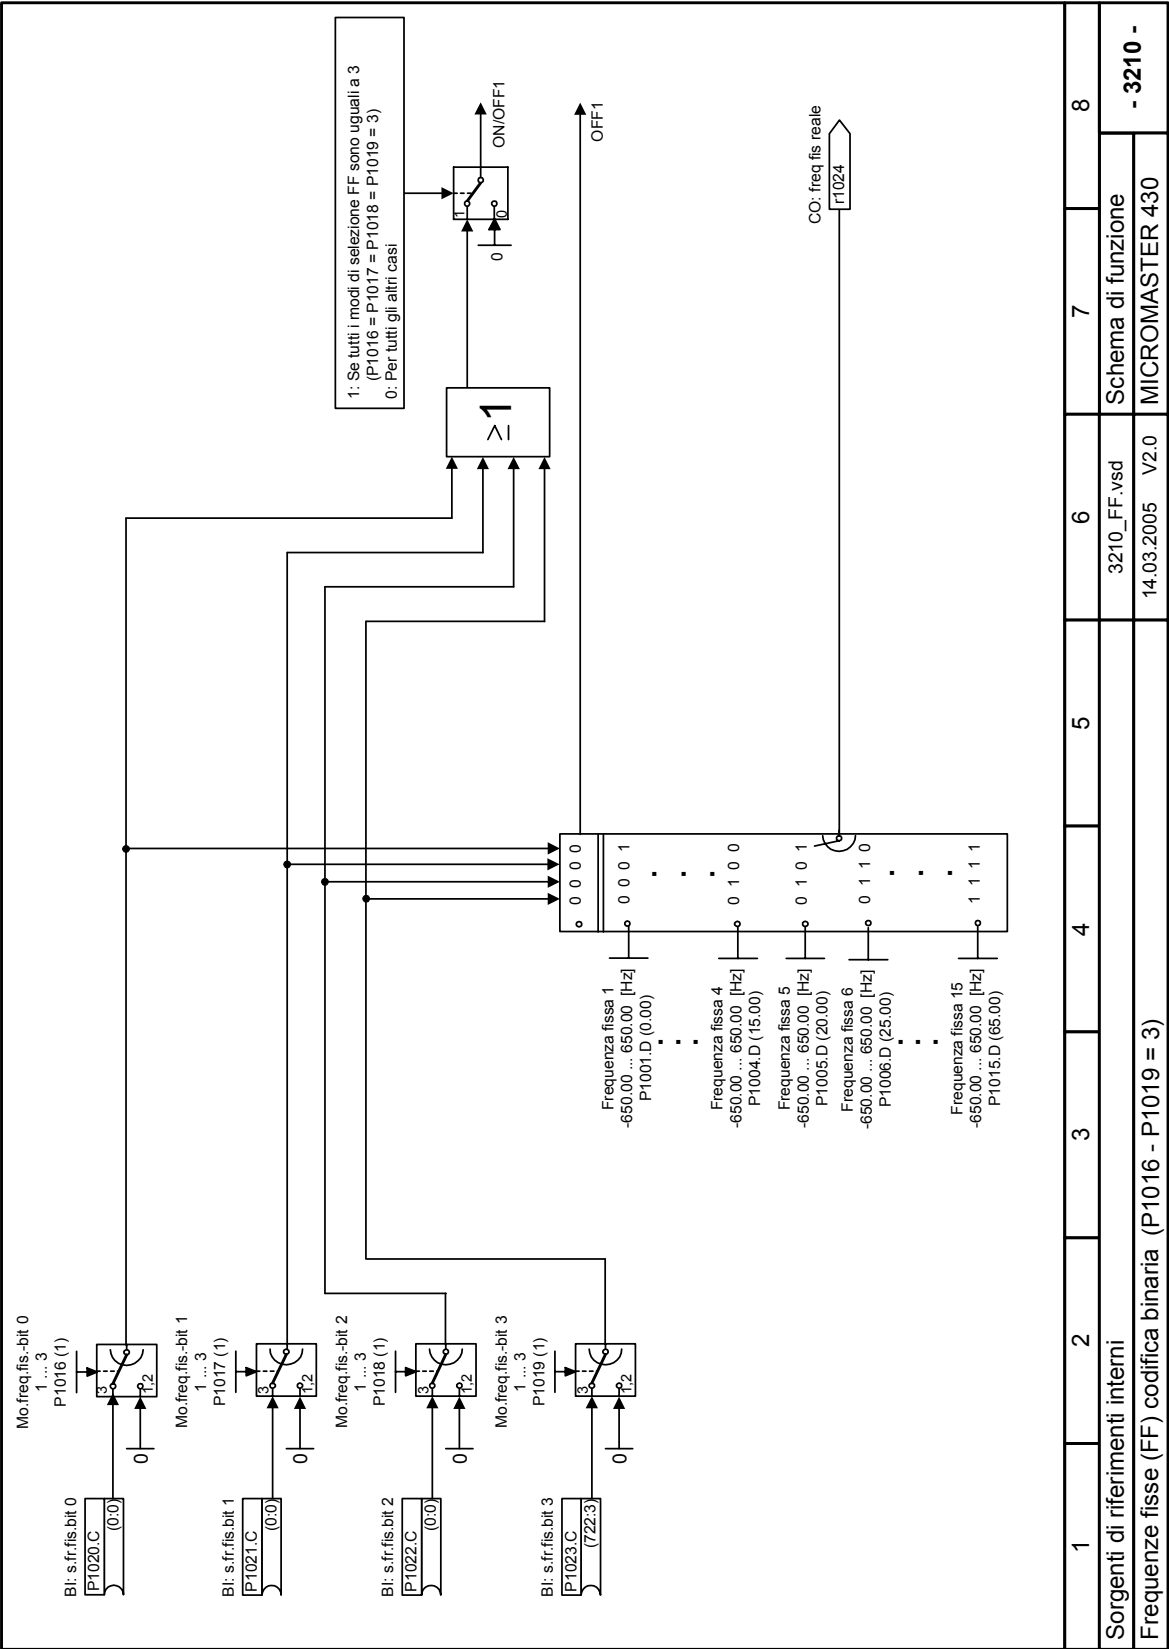 Mo.freq.fis.-bit 0
1 ... 3
P1016 (1)
BI: s.fr.fis.bit 0
P1020.C
(0:0)
3
1,2
0
Mo.freq.fis.-bit 1
1 ... 3
P1017 (1)
BI: s.fr.fis.bit 1
P1021.C
(0:0)
3
1,2
0
Mo.freq.fis.-bit 2
1 ... 3
P1018 (1)
BI: s.fr.fis.bit 2
P1022.C
(0:0)
3
1,2
0
Mo.freq.fis.-bit 3
1 ... 3
P1019 (1)
BI: s.fr.fis.bit 3
P1023.C
(722:3)
3
1,2
0
1: Se tutti i modi di selezione FF sono uguali a 3
(P1016 = P1017 = P1018 = P1019 = 3)
0: Per tutti gli altri casi
≥1
1
0
0
ON/OFF1
OFF1
0 0 0 0
0 0 0 1
. . .
0 1 0 0
0 1 0 1
0 1 1 0
. . .
1 1 1 1
Frequenza fissa 1
-650.00 ... 650.00 [Hz]
P1001.D (0.00)
. . .
Frequenza fissa 4
-650.00 ... 650.00 [Hz]
P1004.D (15.00)
Frequenza fissa 5
-650.00 ... 650.00 [Hz]
P1005.D (20.00)
Frequenza fissa 6
-650.00 ... 650.00 [Hz]
P1006.D (25.00)
. . .
Frequenza fissa 15
-650.00 ... 650.00 [Hz]
P1015.D (65.00)
CO: freq fis reale
r1024
1 2 3 4 5 6 7 8
Sorgenti di riferimenti interni
3210_FF.vsd
Schema di funzione
- 3210 -
Frequenze fisse (FF) codifica binaria (P1016 - P1019 = 3)
14.03.2005 V2.0
MICROMASTER 430